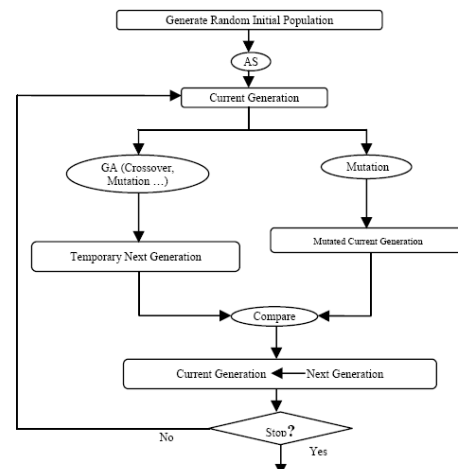 Generate Random Initial Population
AS
Current Generation
GA (Crossover,
Mutation ...)
Mutation
Temporary Next Generation
Mutated Current Generation
Compare
Current Generation
Next Generation
Stop?
No
Yes